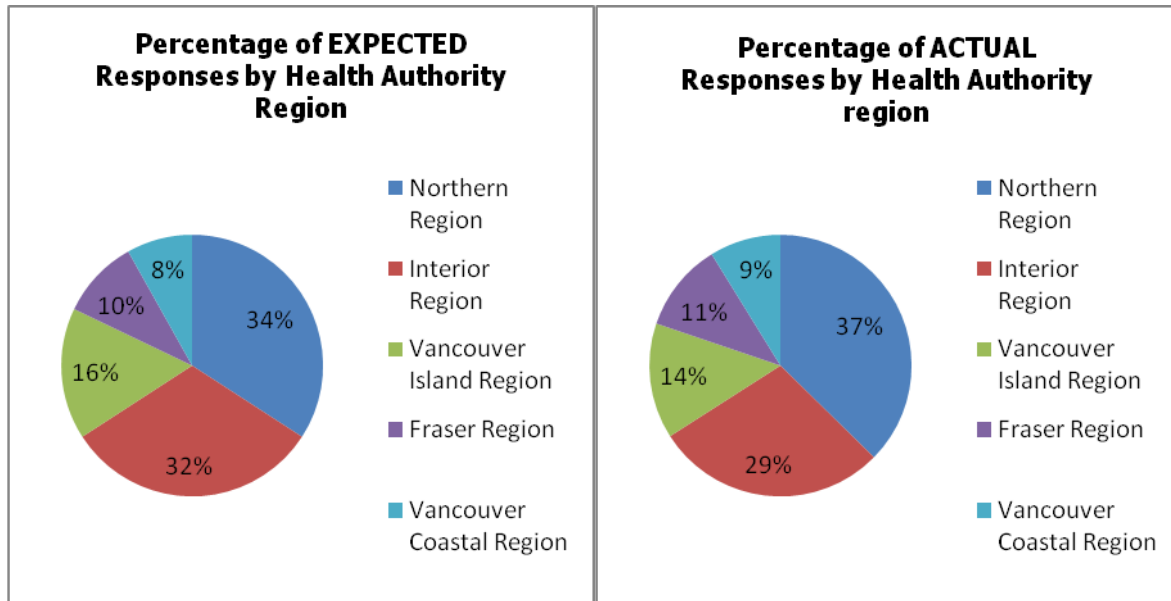 Percentage of EXPECTED
Responses by Health Authority
Region
8%
34%
10%
16%
32%
Northern
Region
Interior
Region
Vancouver
Island Region
Fraser Region
Vancouver
Coastal Region
Percentage of ACTUAL
Responses by Health Authority
region
9%
37%
11%
14%
29%
Northern
Region
Interior
Region
Vancouver
Island Region
Fraser Region
Vancouver
Coastal Region